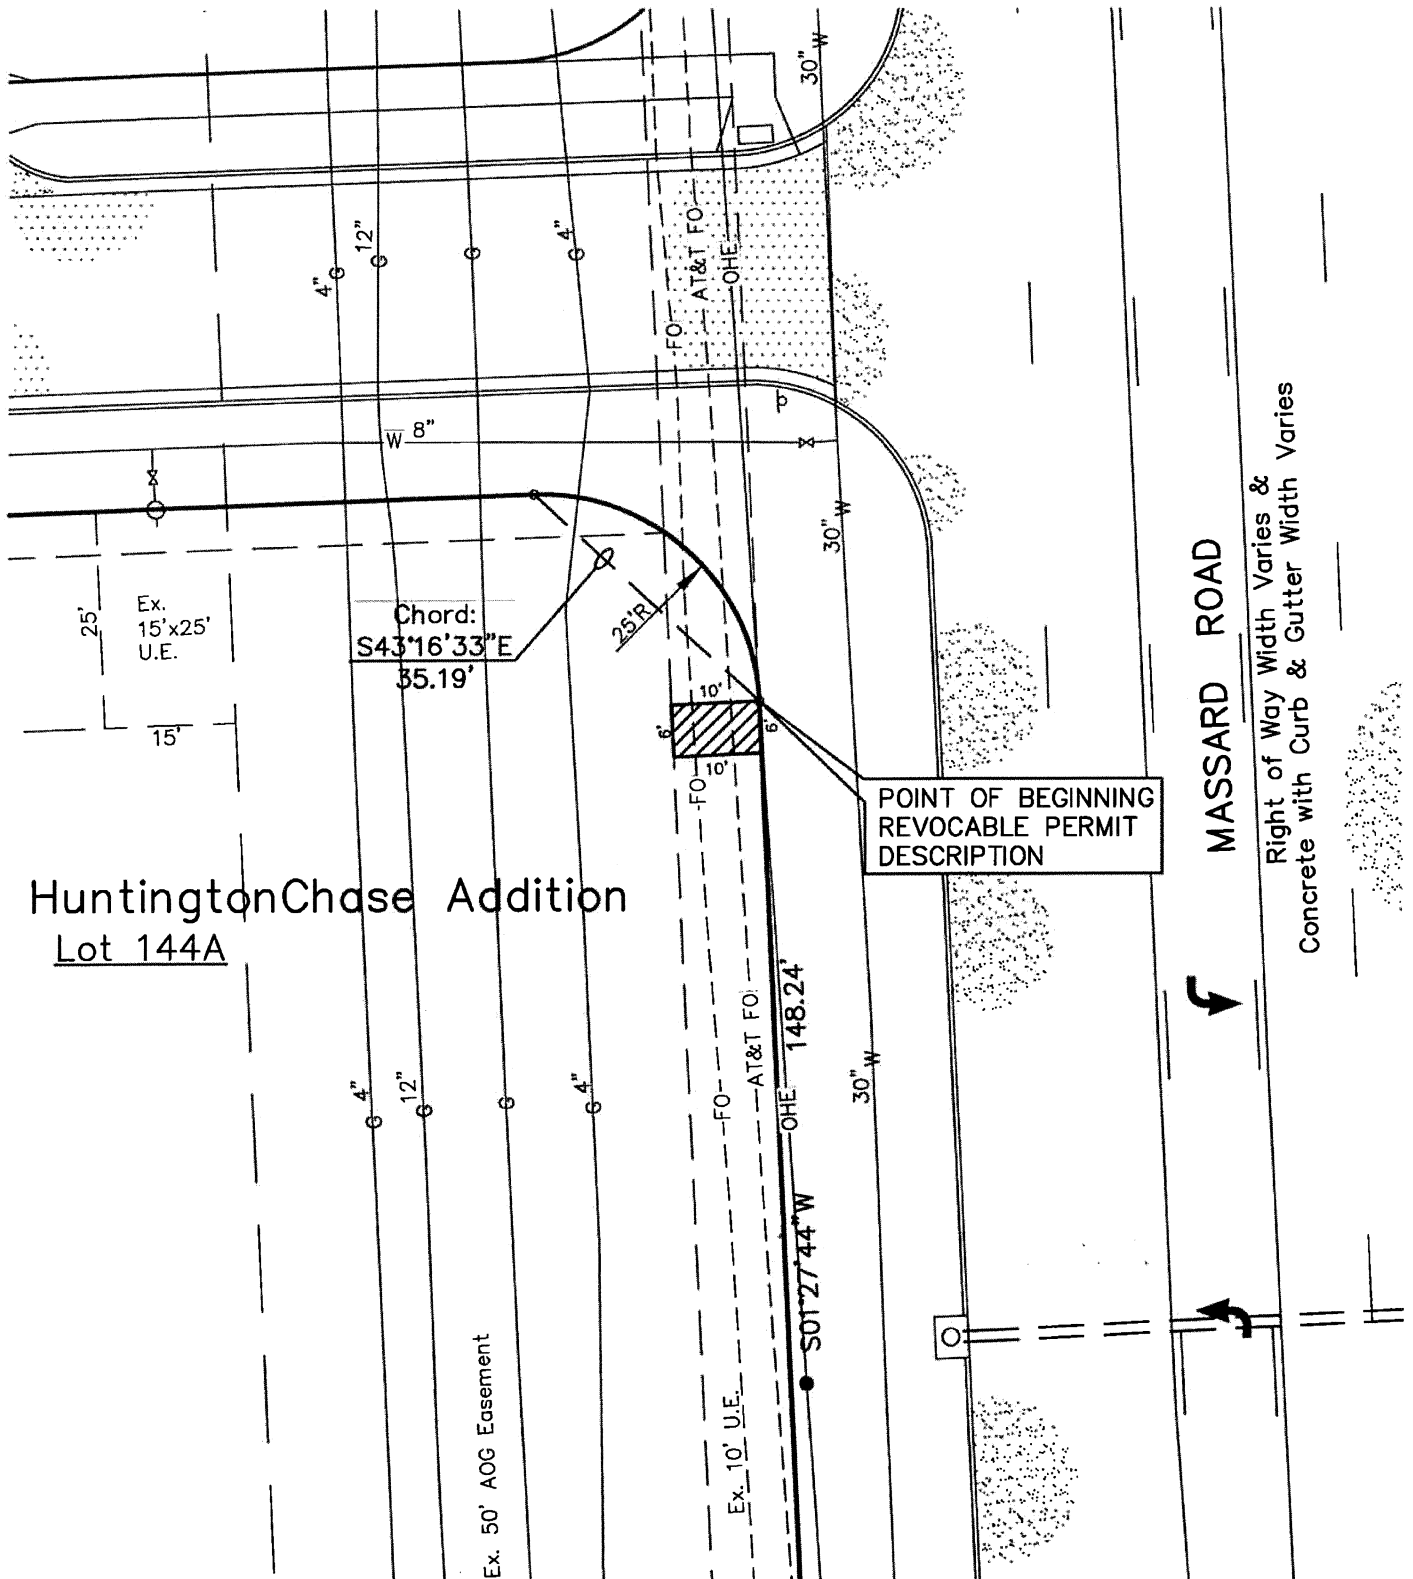 30" W
AT&T FO
OHE
FO
4"
G
12"
G
G
4"
G
W 8"
30" W
25'
Ex.
15'x25'
U.E.
15'
Chord:
S43°16'33"E
35.19'
25'R
10'
6'
6'
10'
POINT OF BEGINNING
REVOCABLE PERMIT
DESCRIPTION
MASSARD ROAD
Right of Way Width Varies &
Concrete with Curb & Gutter Width Varies
HuntingtonChase Addition
Lot 144A
FO
148.24'
AT&T FO
FO
OHE
30" W
4"
G
12"
G
G
4"
G
S01°27'44"W
Ex. 50' AOG Easement
Ex. 10' U.E.